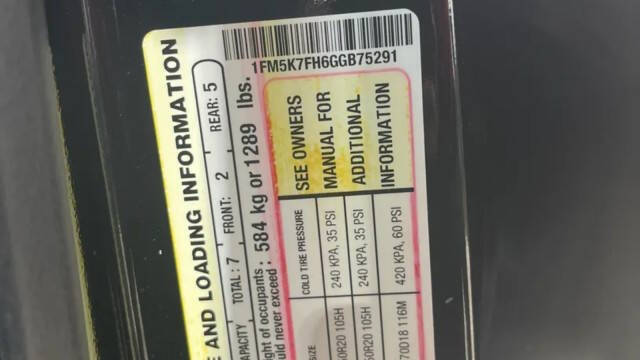 1FM5K7FH6GGB75291
E AND LOADING INFORMATION
CAPACITY TOTAL : 7 FRONT: 2 REAR: 5
ght of occupants : 584 kg or 1289 lbs.
uld never exceed :
SIZE COLD TIRE PRESSURE SEE OWNERS
50R20 105H 240 KPA, 35 PSI MANUAL FOR
50R20 105H 240 KPA, 35 PSI ADDITIONAL
70D18 116M 420 KPA, 60 PSI INFORMATION